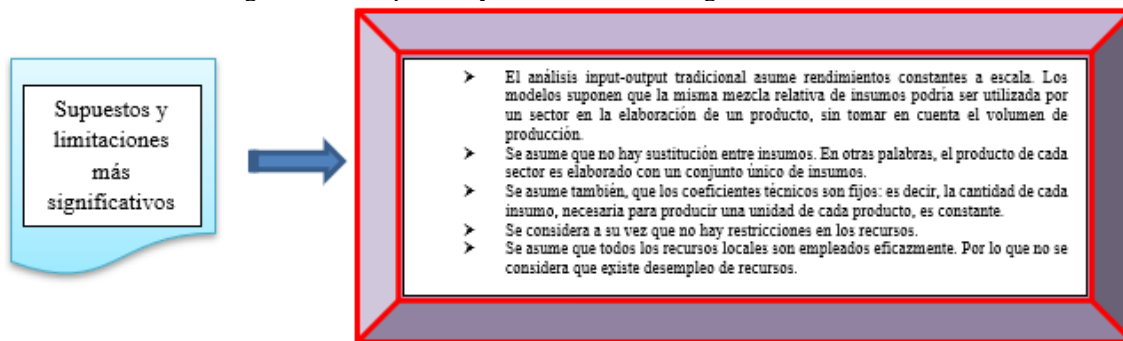 Supuestos y
limitaciones
más
significativos
➤ El análisis input-output tradicional asume rendimientos constantes a escala. Los
modelos suponen que la misma mezcla relativa de insumos podría ser utilizada por
un sector en la elaboración de un producto, sin tomar en cuenta el volumen de
producción.
➤ Se asume que no hay sustitución entre insumos. En otras palabras, el producto de cada
sector es elaborado con un conjunto único de insumos.
➤ Se asume también, que los coeficientes técnicos son fijos: es decir, la cantidad de cada
insumo, necesaria para producir una unidad de cada producto, es constante.
➤ Se considera a su vez que no hay restricciones en los recursos.
➤ Se asume que todos los recursos locales son empleados eficazmente. Por lo que no se
considera que existe desempleo de recursos.